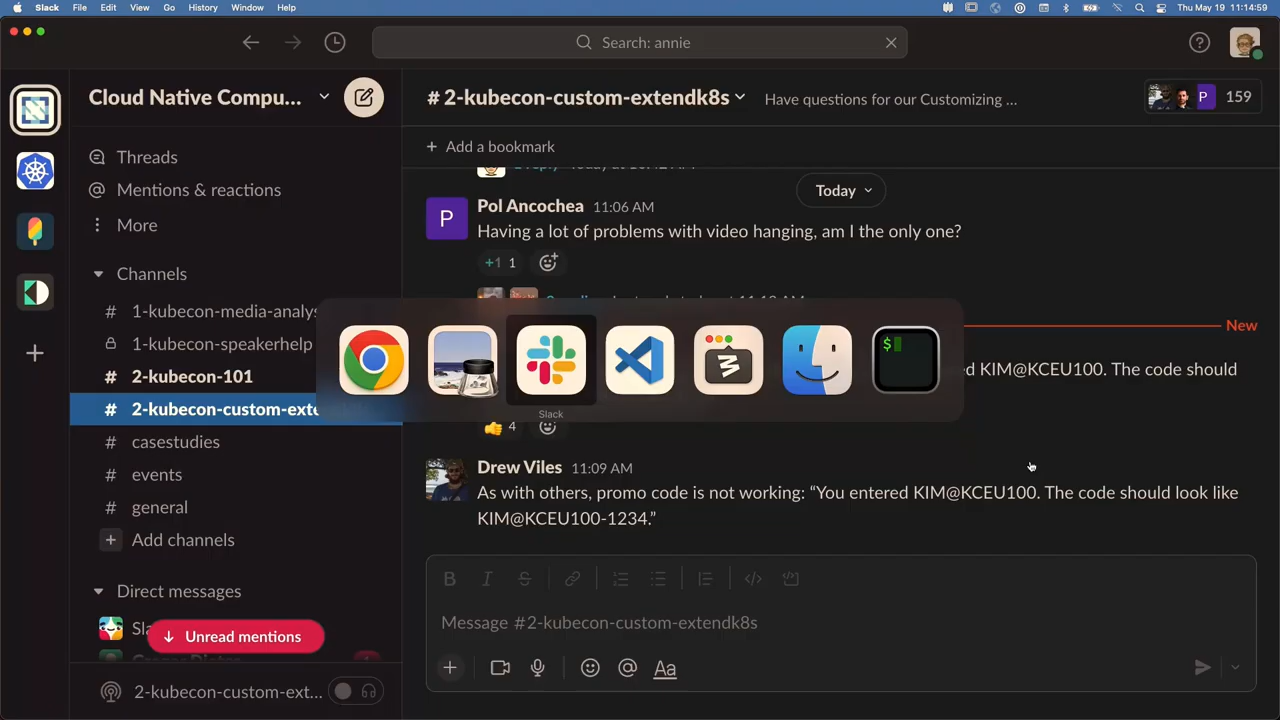 Slack File Edit View Go History Window Help
Thu May 19 11:14:59
Search: annie
Cloud Native Compu...
# 2-kubecon-custom-extendk8s
Have questions for our Customizing ...
P 159
Add a bookmark
Threads
Mentions & reactions
More
Channels
# 1-kubecon-media-analys
1-kubecon-speakerhelp
# 2-kubecon-101
# 2-kubecon-custom-exte
# casestudies
# events
# general
+ Add channels
Direct messages
Sla
Unread mentions
2-kubecon-custom-ext...
Today
P
Pol Ancochea 11:06 AM
Having a lot of problems with video hanging, am I the only one?
+1 1
New
ed KIM@KCEU100. The code should
$
Slack
4
Drew Viles 11:09 AM
As with others, promo code is not working: “You entered KIM@KCEU100. The code should look like
KIM@KCEU100-1234.”
B I S
Message #2-kubecon-custom-extendk8s
+ @ Aa